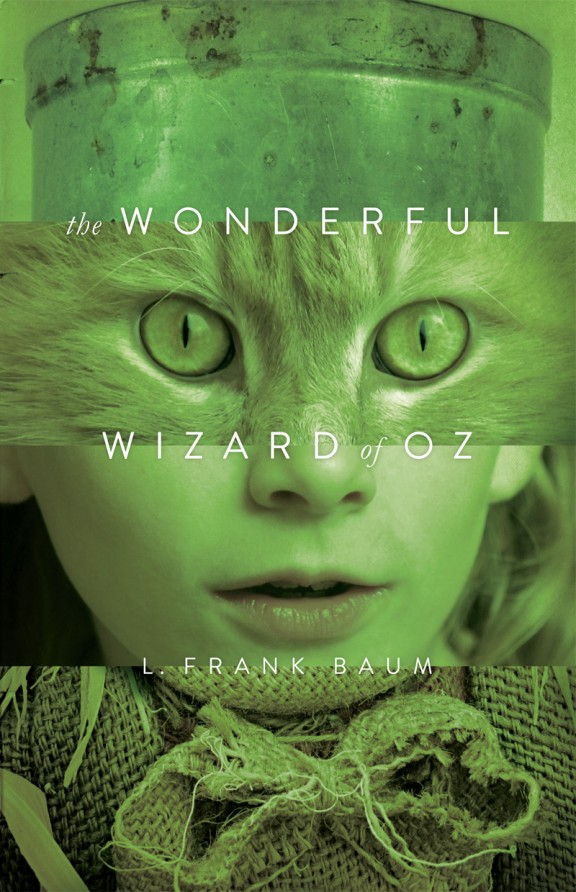 the WONDERFUL
WIZARD of OZ
L. FRANK BAUM